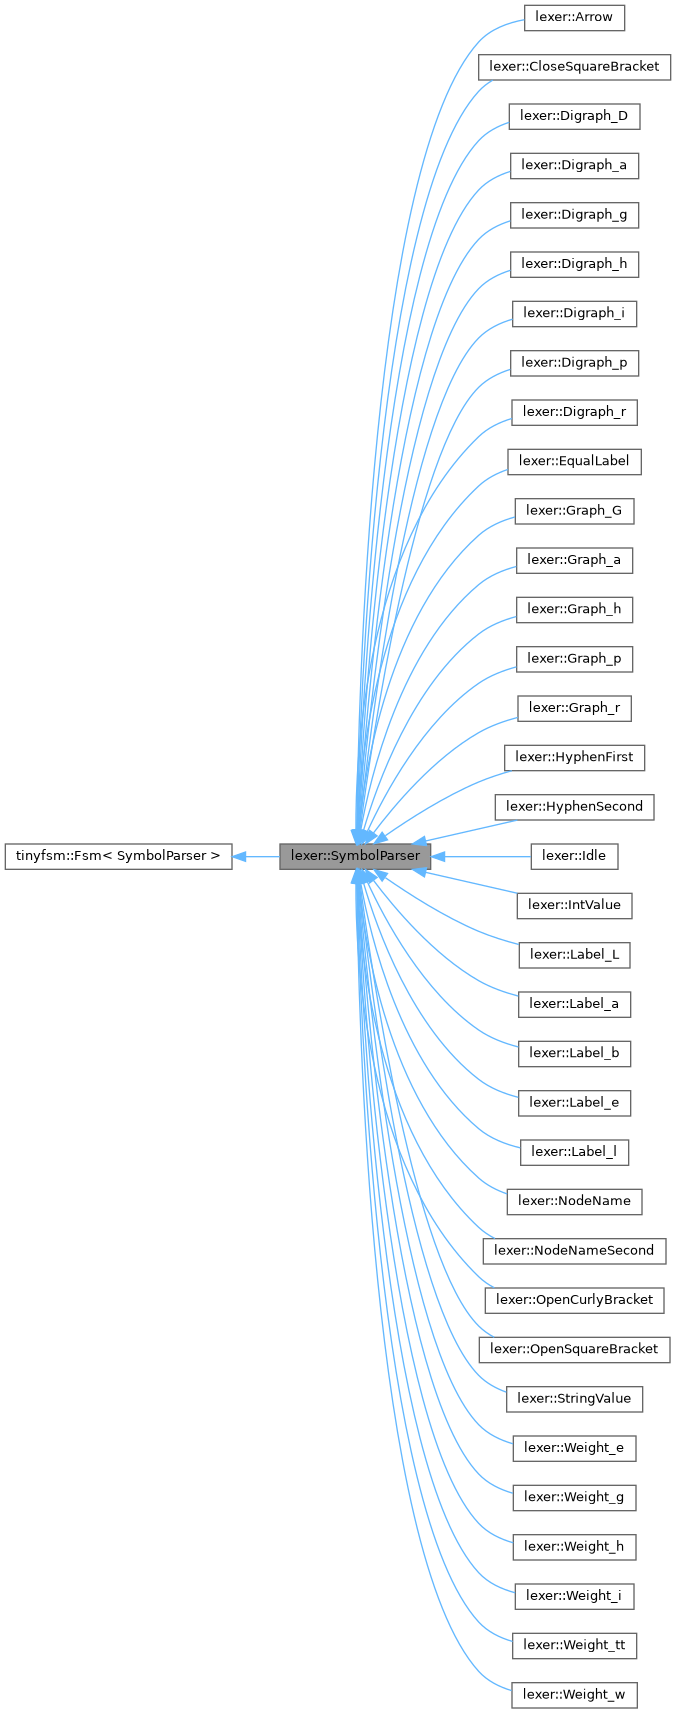 lexer::Arrow
lexer::CloseSquareBracket
lexer::Digraph_D
lexer::Digraph_a
lexer::Digraph_g
lexer::Digraph_h
lexer::Digraph_i
lexer::Digraph_p
lexer::Digraph_r
lexer::EqualLabel
lexer::Graph_G
lexer::Graph_a
lexer::Graph_h
lexer::Graph_p
lexer::Graph_r
lexer::HyphenFirst
lexer::HyphenSecond
tinyfsm::Fsm< SymbolParser >
lexer::SymbolParser
lexer::Idle
lexer::IntValue
lexer::Label_L
lexer::Label_a
lexer::Label_b
lexer::Label_e
lexer::Label_l
lexer::NodeName
lexer::NodeNameSecond
lexer::OpenCurlyBracket
lexer::OpenSquareBracket
lexer::StringValue
lexer::Weight_e
lexer::Weight_g
lexer::Weight_h
lexer::Weight_i
lexer::Weight_tt
lexer::Weight_w